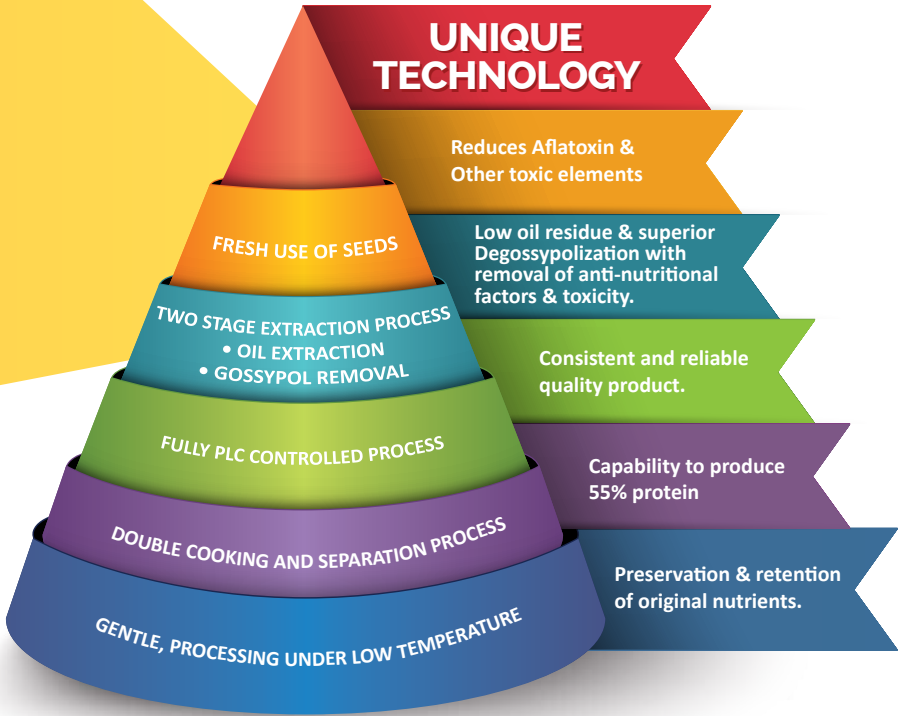 UNIQUE
TECHNOLOGY
Reduces Aflatoxin &
Other toxic elements
FRESH USE OF SEEDS
Low oil residue & superior
Degossypolization with
removal of anti-nutritional
factors & toxicity.
TWO STAGE EXTRACTION PROCESS
• OIL EXTRACTION
• GOSSYPOL REMOVAL
Consistent and reliable
quality product.
FULLY PLC CONTROLLED PROCESS
Capability to produce
55% protein
DOUBLE COOKING AND SEPARATION PROCESS
Preservation & retention
of original nutrients.
GENTLE, PROCESSING UNDER LOW TEMPERATURE